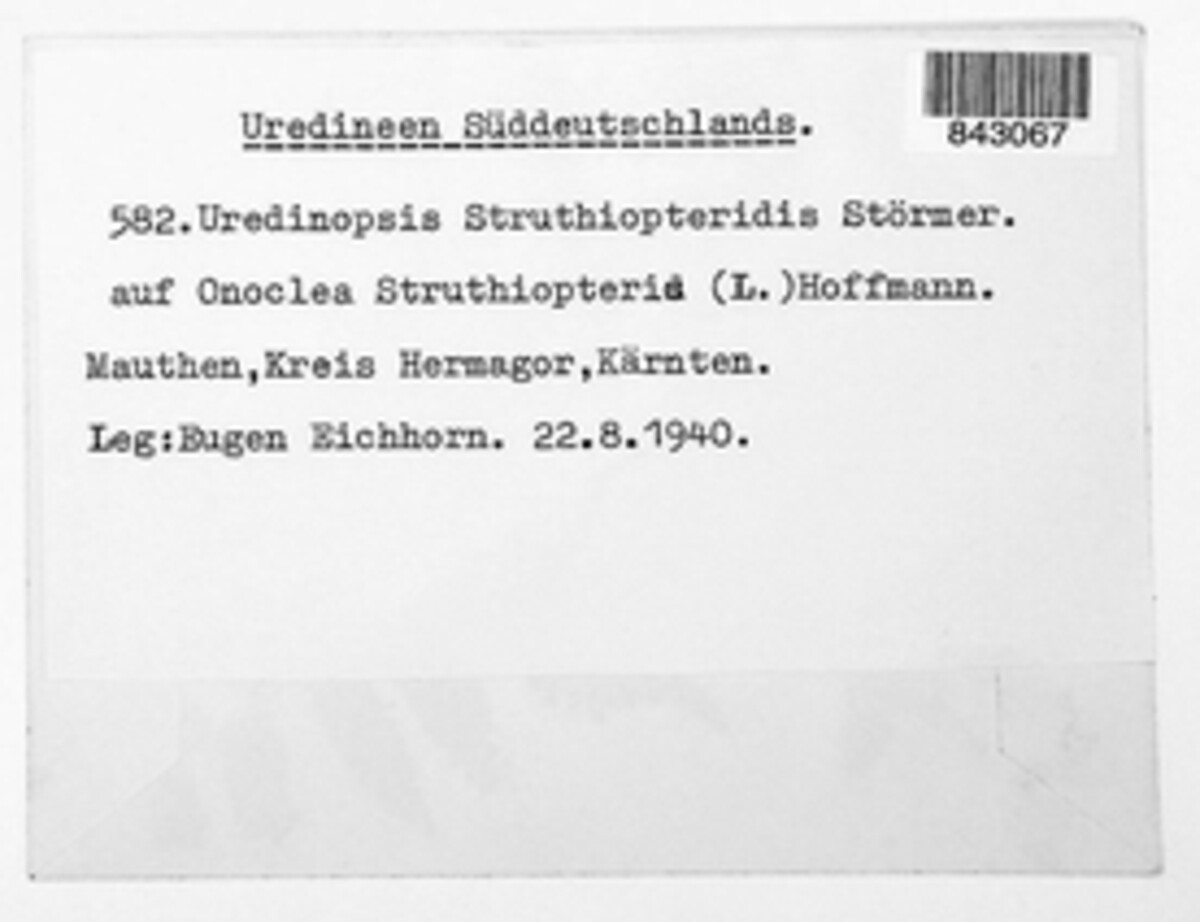 Uredineen Süddeutschlands.
843067
582.Uredinopsis Struthiopteridis Störmer.
auf Onoclea Struthiopteris (L.)Hoffmann.
Mauthen,Kreis Hermagor,Kärnten.
Leg:Eugen Eichhorn. 22.8.1940.